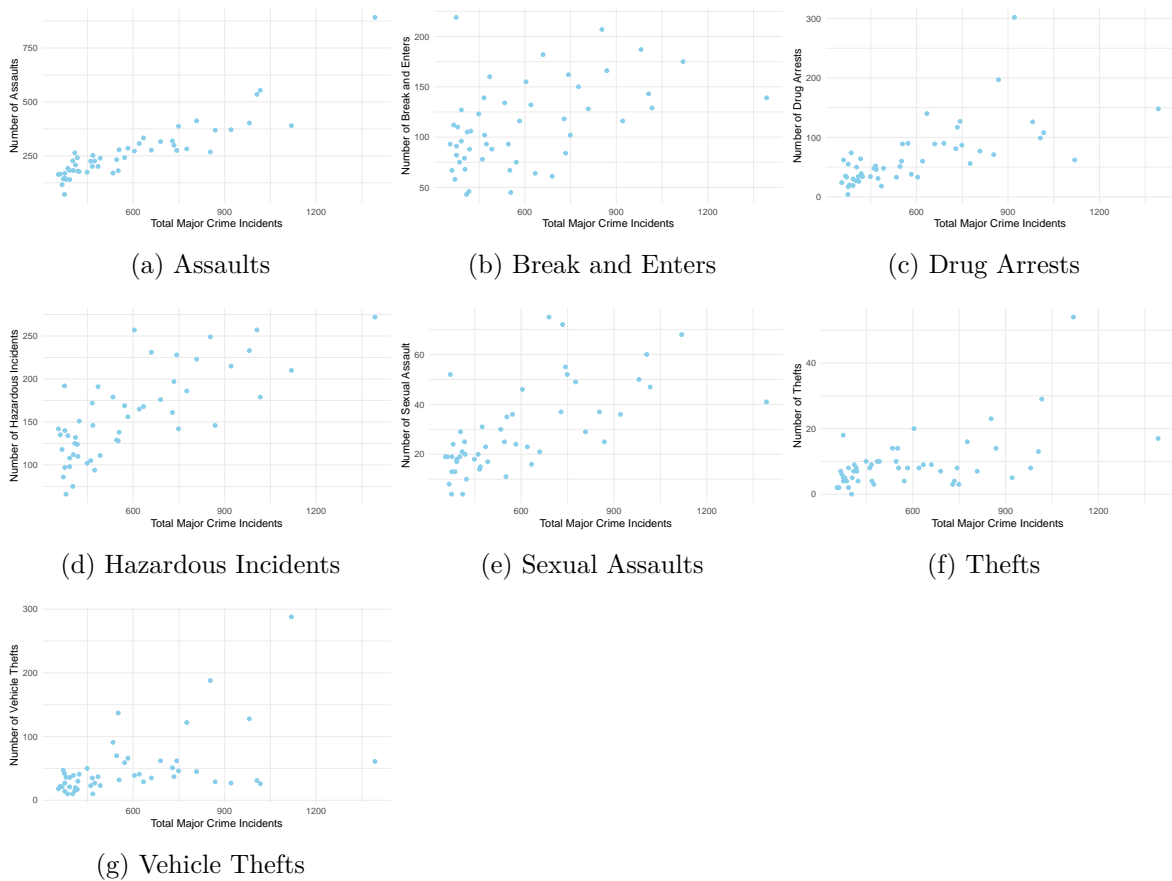 Number of Assaults
750
500
250
600
900
1200
Total Major Crime Incidents
(a) Assaults
Number of Break and Enters
200
150
100
50
600
900
1200
Total Major Crime Incidents
(b) Break and Enters
Number of Drug Arrests
300
200
100
0
600
900
1200
Total Major Crime Incidents
(c) Drug Arrests
Number of Hazardous Incidents
250
200
150
100
600
900
1200
Total Major Crime Incidents
(d) Hazardous Incidents
Number of Sexual Assault
60
40
20
600
900
1200
Total Major Crime Incidents
(e) Sexual Assaults
Number of Thefts
40
20
0
600
900
1200
Total Major Crime Incidents
(f) Thefts
Number of Vehicle Thefts
300
200
100
0
600
900
1200
Total Major Crime Incidents
(g) Vehicle Thefts